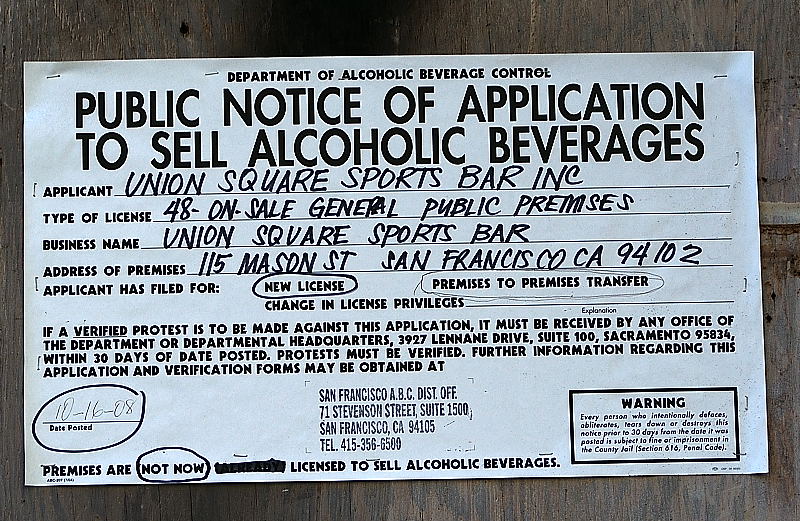 DEPARTMENT OF ALCOHOLIC BEVERAGE CONTROL
PUBLIC NOTICE OF APPLICATION
TO SELL ALCOHOLIC BEVERAGES
APPLICANT UNION SQUARE SPORTS BAR INC
TYPE OF LICENSE 48- ON-SALE GENERAL PUBLIC PREMISES
BUSINESS NAME UNION SQUARE SPORTS BAR
ADDRESS OF PREMISES 115 MASON ST SAN FRANCISCO CA 94102
APPLICANT HAS FILED FOR: NEW LICENSE PREMISES TO PREMISES TRANSFER
CHANGE IN LICENSE PRIVILEGES
Explanation
IF A VERIFIED PROTEST IS TO BE MADE AGAINST THIS APPLICATION, IT MUST BE RECEIVED BY ANY OFFICE OF
THE DEPARTMENT OR DEPARTMENTAL HEADQUARTERS, 3927 LENNANE DRIVE, SUITE 100, SACRAMENTO 95834,
WITHIN 30 DAYS OF DATE POSTED. PROTESTS MUST BE VERIFIED. FURTHER INFORMATION REGARDING THIS
APPLICATION AND VERIFICATION FORMS MAY BE OBTAINED AT
10-16-08
Date Posted
SAN FRANCISCO A.B.C. DIST. OFF.
71 STEVENSON STREET, SUITE 1500
SAN FRANCISCO, CA 94105
TEL. 415-356-6500
WARNING
Every person who intentionally defaces,
obliterates, tears down or destroys this
notice prior to 30 days from the date it was
posted is subject to fine or imprisonment in
the County Jail (Section 616, Penal Code).
PREMISES ARE NOT NOW ALREADY LICENSED TO SELL ALCOHOLIC BEVERAGES.